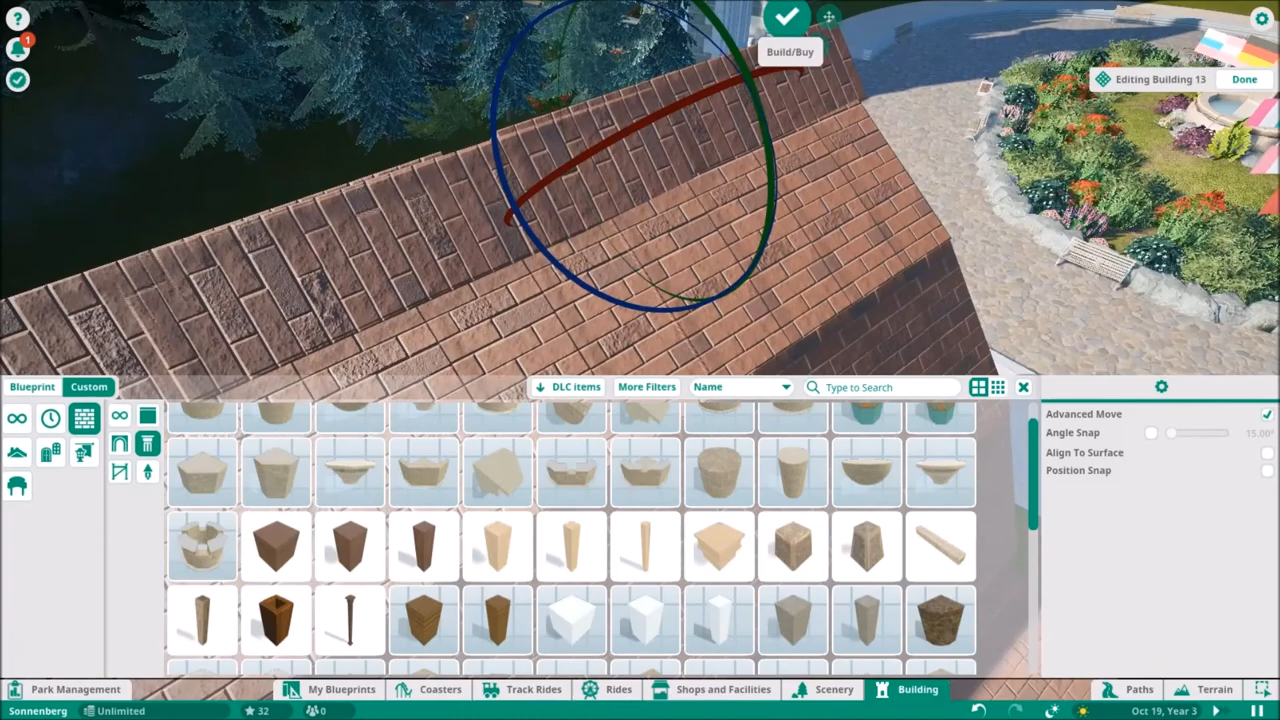 ?
1
Build/Buy
Editing Building 13
Done
Blueprint
Custom
DLC items
More Filters
Name
Type to Search
Advanced Move
Angle Snap
15.00°
Align To Surface
Position Snap
Park Management
My Blueprints
Coasters
Track Rides
Rides
Shops and Facilities
Scenery
Building
Paths
Terrain
Sonnenberg
Unlimited
32
0
Oct 19, Year 3